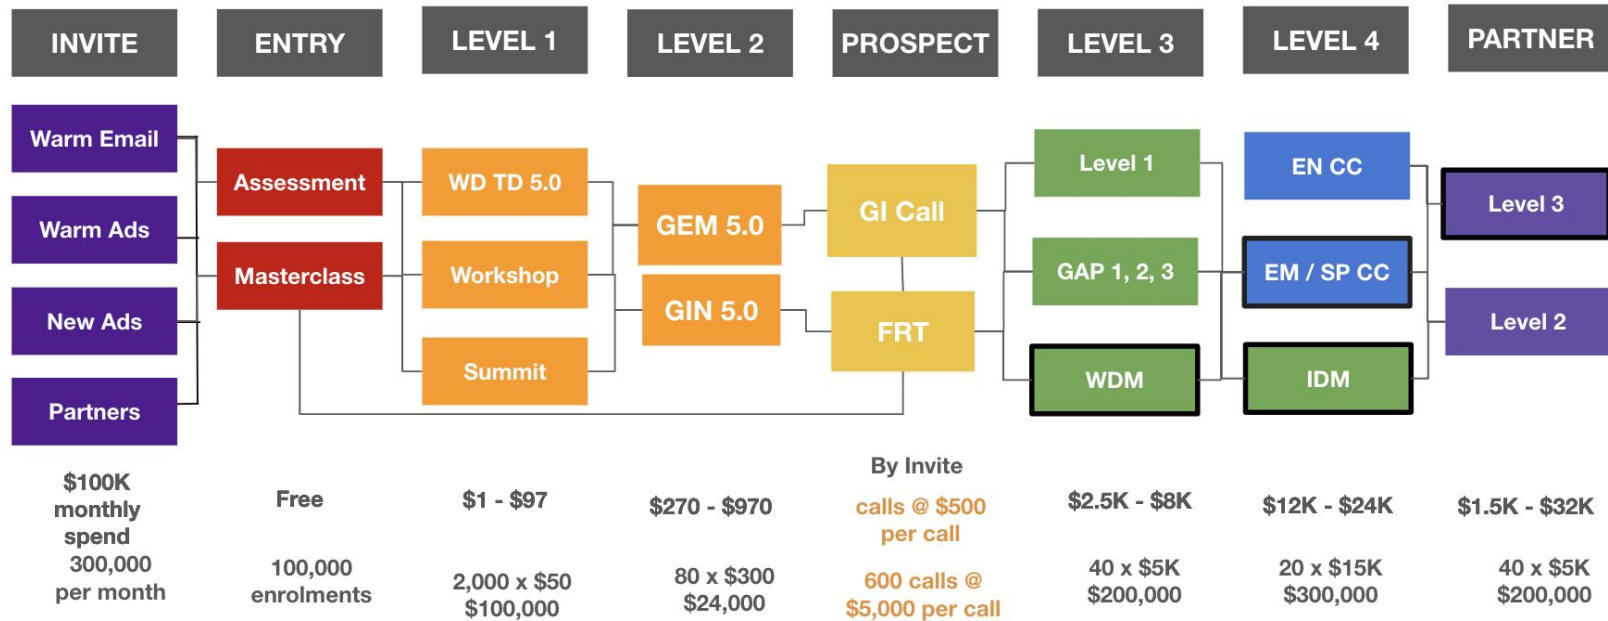 INVITE
ENTRY
LEVEL 1
LEVEL 2
PROSPECT
LEVEL 3
LEVEL 4
PARTNER
Warm Email
Warm Ads
New Ads
Partners
Assessment
Masterclass
WD TD 5.0
Workshop
Summit
GEM 5.0
GIN 5.0
GI Call
FRT
Level 1
GAP 1, 2, 3
WDM
EN CC
EM / SP CC
IDM
Level 3
Level 2
$100K
monthly
spend
300,000
per month
Free
100,000
enrolments
$1 - $97
2,000 x $50
$100,000
$270 - $970
80 x $300
$24,000
By Invite
calls @ $500
per call
600 calls @
$5,000 per call
$2.5K - $8K
40 x $5K
$200,000
$12K - $24K
20 x $15K
$300,000
$1.5K - $32K
40 x $5K
$200,000